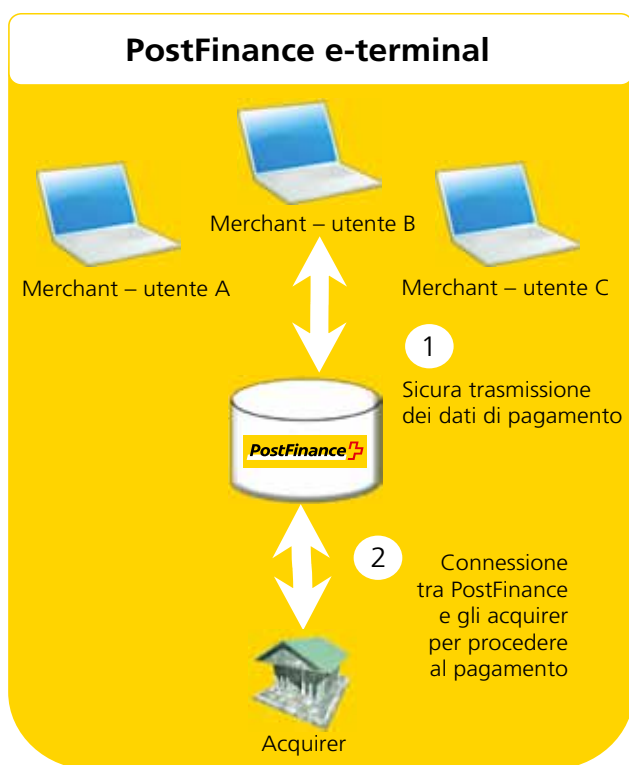 PostFinance e-terminal
Merchant – utente B
Merchant – utente A
Merchant – utente C
1
Sicura trasmissione
dei dati di pagamento
PostFinance
2
Connessione
tra PostFinance
e gli acquirer
per procedere
al pagamento
Acquirer